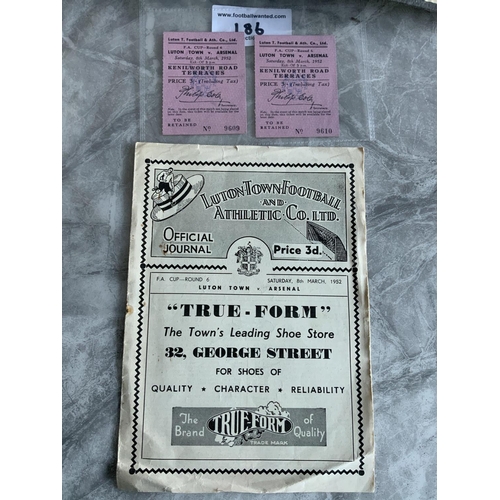 www.footballwanted.com
186
Luton T. Football & Ath. Co., Ltd.
F.A. CUP—Round 6
LUTON TOWN v. ARSENAL
Saturday, 8th March, 1952
KENILWORTH ROAD
TERRACES
PRICE (Including Tax)
TO BE
RETAINED
No 9609
Luton T. Football & Ath. Co., Ltd.
F.A. CUP—Round 6
LUTON TOWN v. ARSENAL
Saturday, 8th March, 1952
KENILWORTH ROAD
TERRACES
PRICE (Including Tax)
TO BE
RETAINED
No 9610
LUTON TOWN FOOTBALL
AND
ATHLETIC CO. LTD.
OFFICIAL
JOURNAL
Price 3d.
F.A. CUP—ROUND 6
SATURDAY, 8th MARCH, 1952
LUTON TOWN v ARSENAL
"TRUE-FORM"
The Town's Leading Shoe Store
32, GEORGE STREET
FOR SHOES OF
QUALITY ★ CHARACTER ★ RELIABILITY
The Brand TRUEFORM of Quality
TRADE MARK